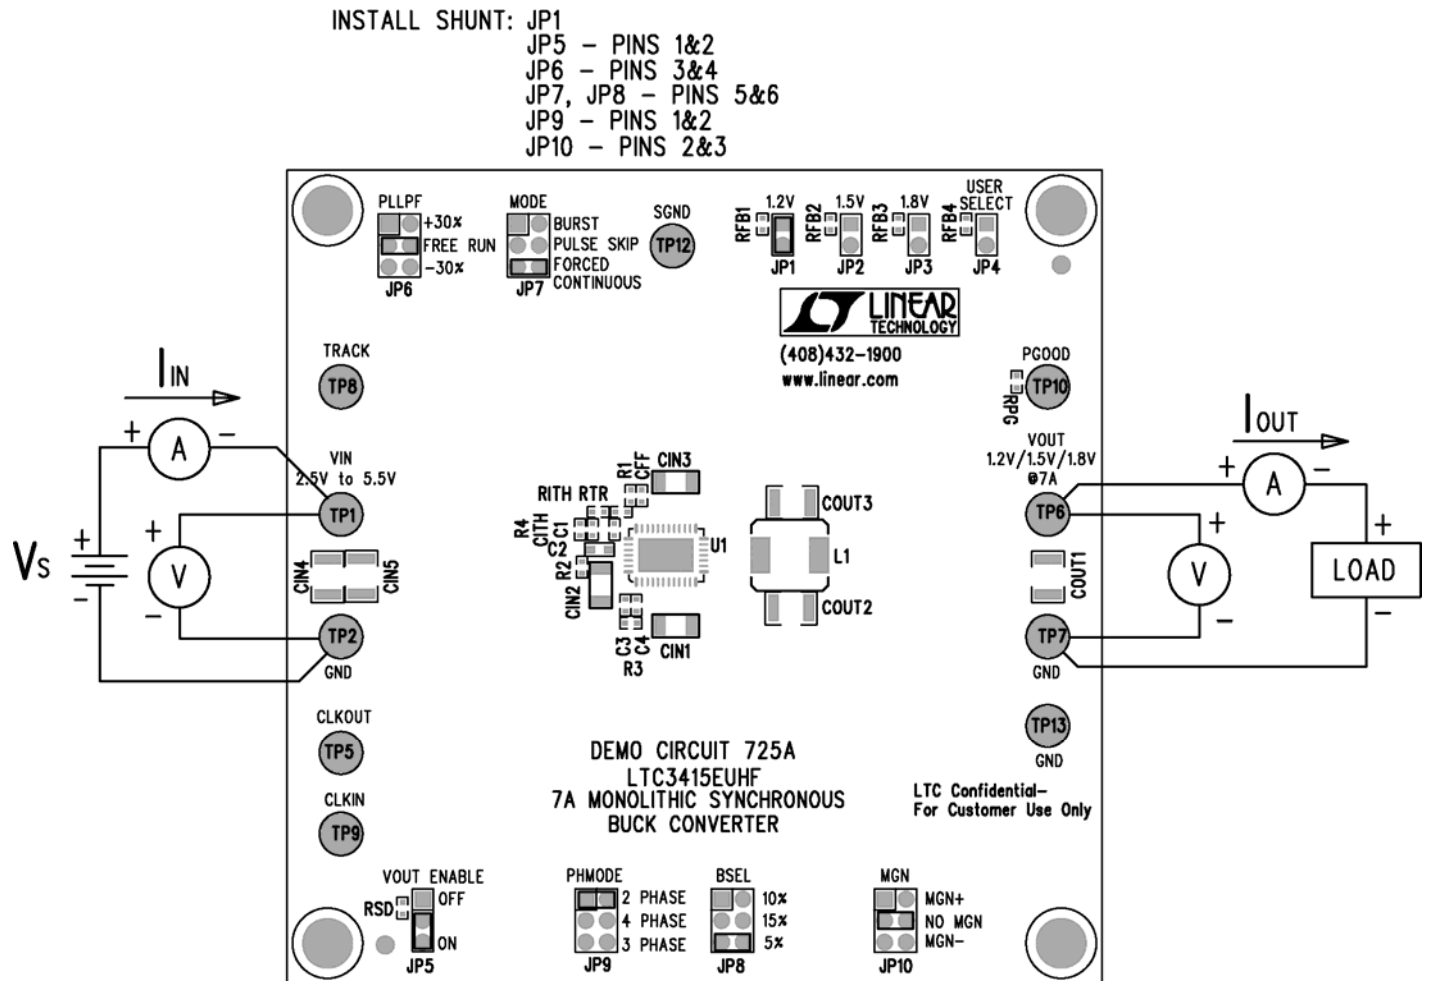 INSTALL SHUNT: JP1
JP5 - PINS 1&2
JP6 - PINS 3&4
JP7, JP8 - PINS 5&6
JP9 - PINS 1&2
JP10 - PINS 2&3
PLLPF
+30%
FREE RUN
-30%
JP6
MODE
BURST
PULSE SKIP
FORCED
CONTINUOUS
JP7
SGND
TP12
RFB1
1.2V
JP1
RFB2
1.5V
JP2
RFB3
1.8V
JP3
USER
SELECT
RFB4
JP4
LINEAR
TECHNOLOGY
(408)432-1900
www.linear.com
TRACK
TP8
PGOOD
TP10
RPG
IIN
+ A -
VIN
2.5V to 5.5V
TP1
VS
+
-
+
V
-
CIN4
CIN5
TP2
GND
CLKOUT
TP5
CLKIN
TP9
R1
CFF
CIN3
RITH RTR
R4
CITH
C1
C2
R2
CIN2
U1
C3
C4
R3
CIN1
COUT3
L1
COUT2
VOUT
1.2V/1.5V/1.8V
@7A
TP6
COUT1
TP7
GND
TP13
GND
IOUT
+ A -
+
V
-
+
LOAD
-
DEMO CIRCUIT 725A
LTC3415EUHF
7A MONOLITHIC SYNCHRONOUS
BUCK CONVERTER
LTC Confidential-
For Customer Use Only
VOUT ENABLE
OFF
RSD
ON
JP5
PHMODE
2 PHASE
4 PHASE
3 PHASE
JP9
BSEL
10%
15%
5%
JP8
MGN
MGN+
NO MGN
MGN-
JP10